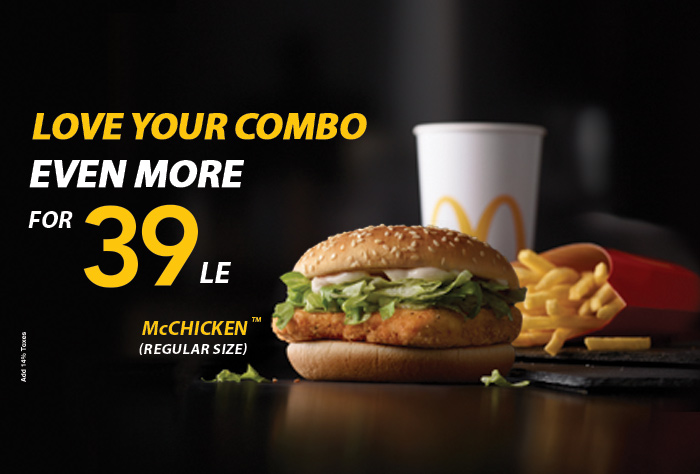 LOVE YOUR COMBO
EVEN MORE
FOR 39 LE
McCHICKEN™
(REGULAR SIZE)
Add 14% Taxes